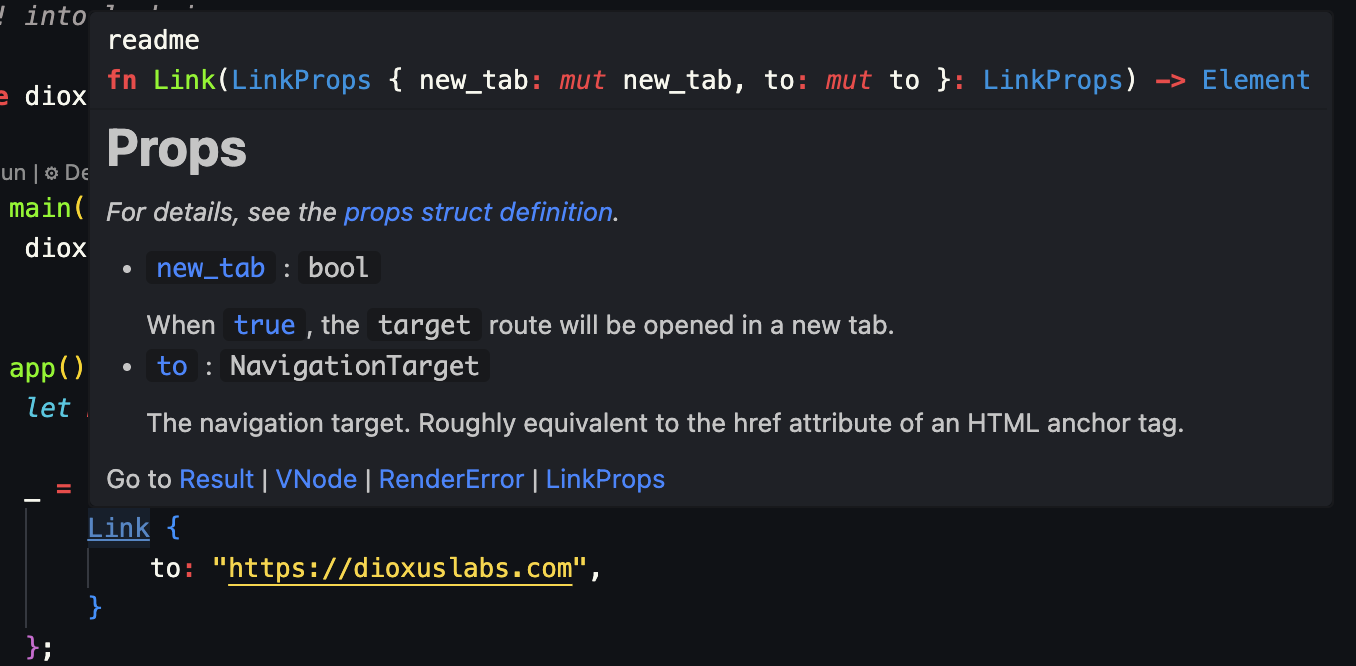 ! into
readme
fn Link(LinkProps { new_tab: mut new_tab, to: mut to }: LinkProps) -> Element
e diox
Props
un | ⚙ De
main(
For details, see the props struct definition.
diox
• new_tab : bool
When true , the target route will be opened in a new tab.
app()
• to : NavigationTarget
let
The navigation target. Roughly equivalent to the href attribute of an HTML anchor tag.
Go to Result | VNode | RenderError | LinkProps
_ =
Link {
to: "https://dioxuslabs.com",
}
};